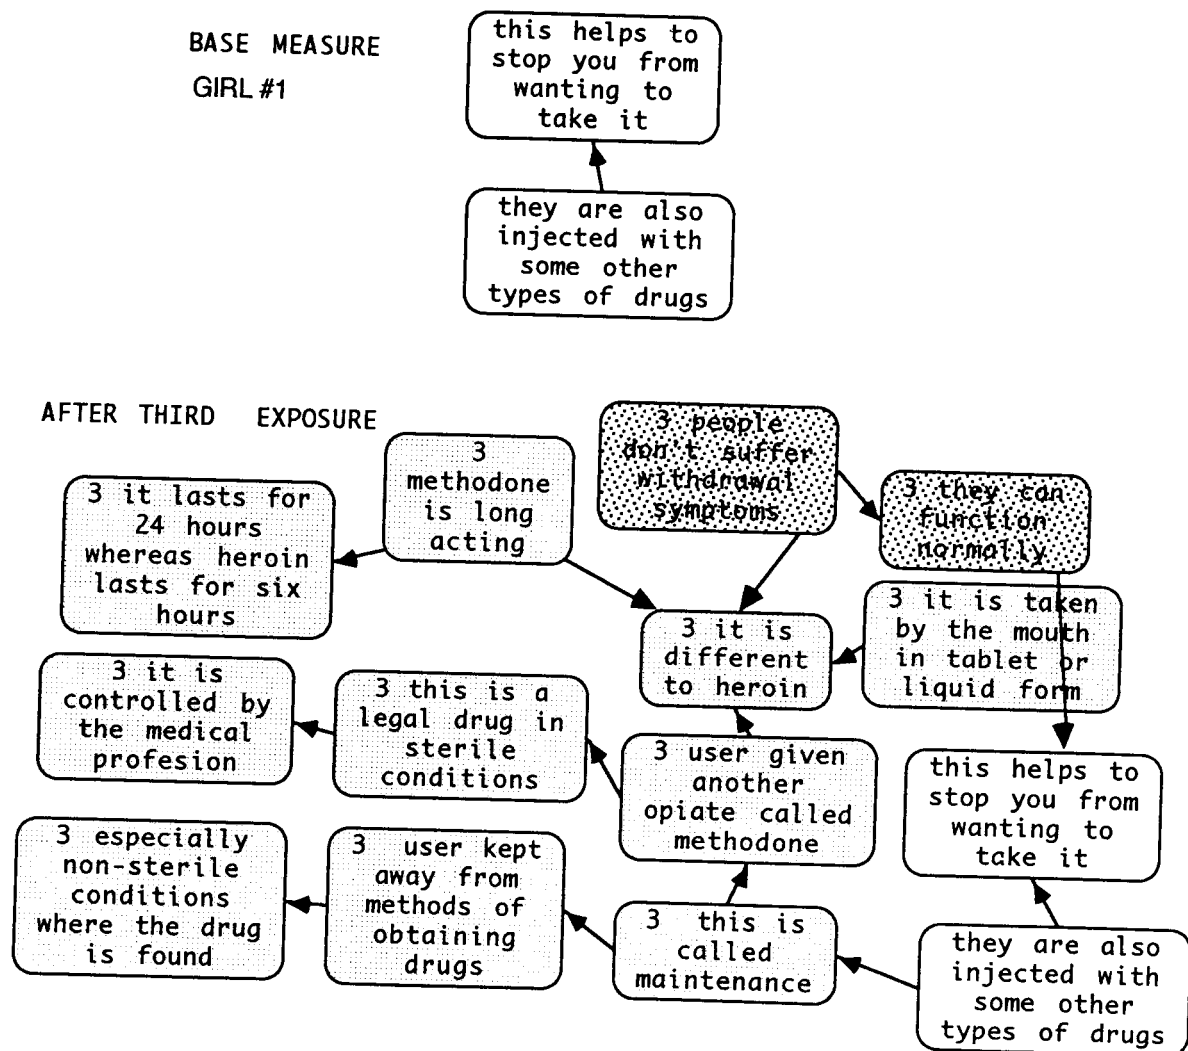 BASE MEASURE
GIRL #1
this helps to
stop you from
wanting to
take it
they are also
injected with
some other
types of drugs
AFTER THIRD EXPOSURE
3 people
don't suffer
withdrawal
symptoms
3
methodone
is long
acting
3 it lasts for
24 hours
whereas heroin
lasts for six
hours
3 they can
function
normally
3 it is taken
by the mouth
in tablet or
liquid form
3 it is
different
to heroin
3 it is
controlled by
the medical
profesion
3 this is a
legal drug in
sterile
conditions
3 user given
another
opiate called
methodone
this helps to
stop you from
wanting to
take it
3 especially
non-sterile
conditions
where the drug
is found
3 user kept
away from
methods of
obtaining
drugs
3 this is
called
maintenance
they are also
injected with
some other
types of drugs